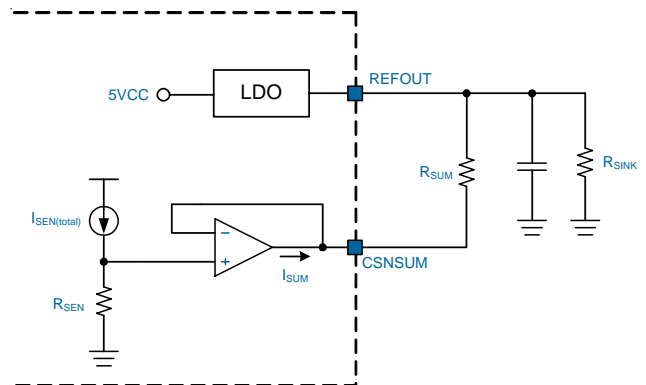 REFOUT
5VCC
LDO
RSUM
RSINK
ISEN(total)
−
+
ISUM
CSNSUM
RSEN